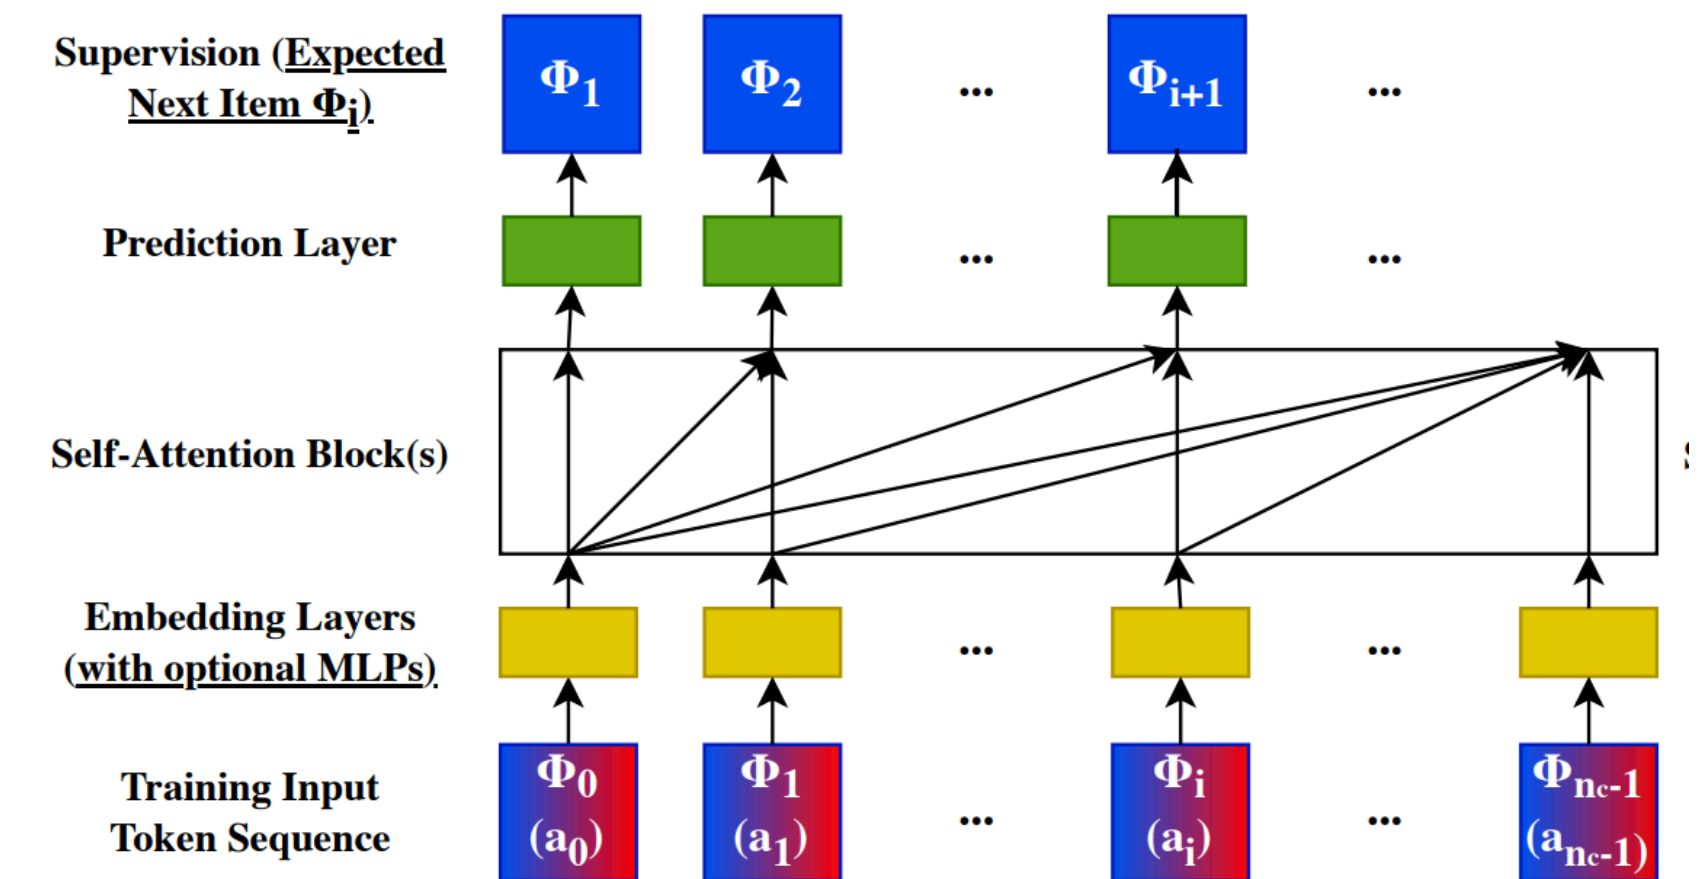 Supervision (Expected
Next Item Φi)
Φ1
Φ2
...
Φi+1
...
Prediction Layer
...
...
Self-Attention Block(s)
Embedding Layers
(with optional MLPs)
...
...
Training Input
Token Sequence
Φ0
(a0)
Φ1
(a1)
...
Φi
(ai)
...
Φnc-1
(anc-1)